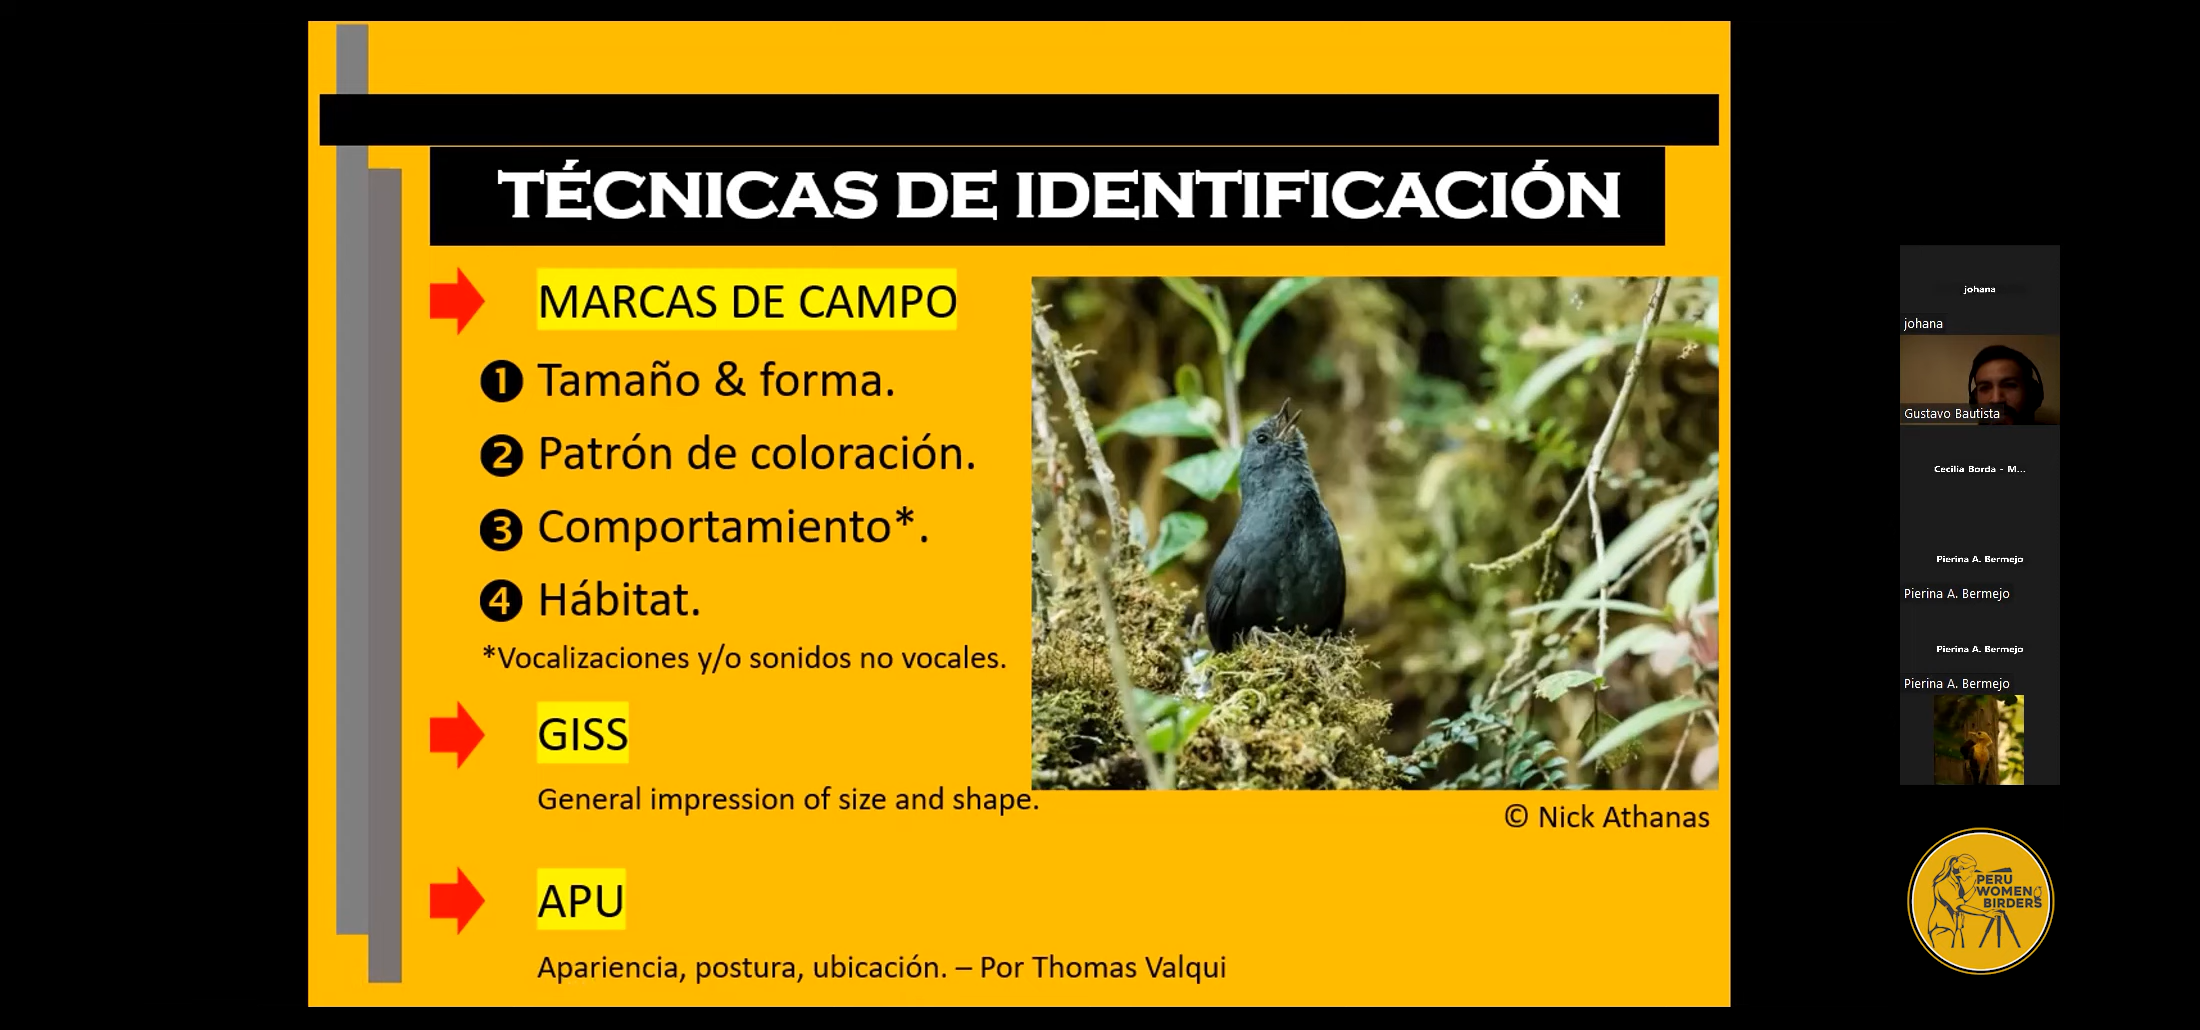 TÉCNICAS DE IDENTIFICACIÓN
MARCAS DE CAMPO
1 Tamaño & forma.
2 Patrón de coloración.
3 Comportamiento*.
4 Hábitat.
*Vocalizaciones y/o sonidos no vocales.
GISS
General impression of size and shape.
© Nick Athanas
APU
Apariencia, postura, ubicación. – Por Thomas Valqui
johana
johana
Gustavo Bautista
Cecilia Borda - M...
Pierina A. Bermejo
Pierina A. Bermejo
Pierina A. Bermejo
Pierina A. Bermejo
PERU
WOMEN
BIRDERS